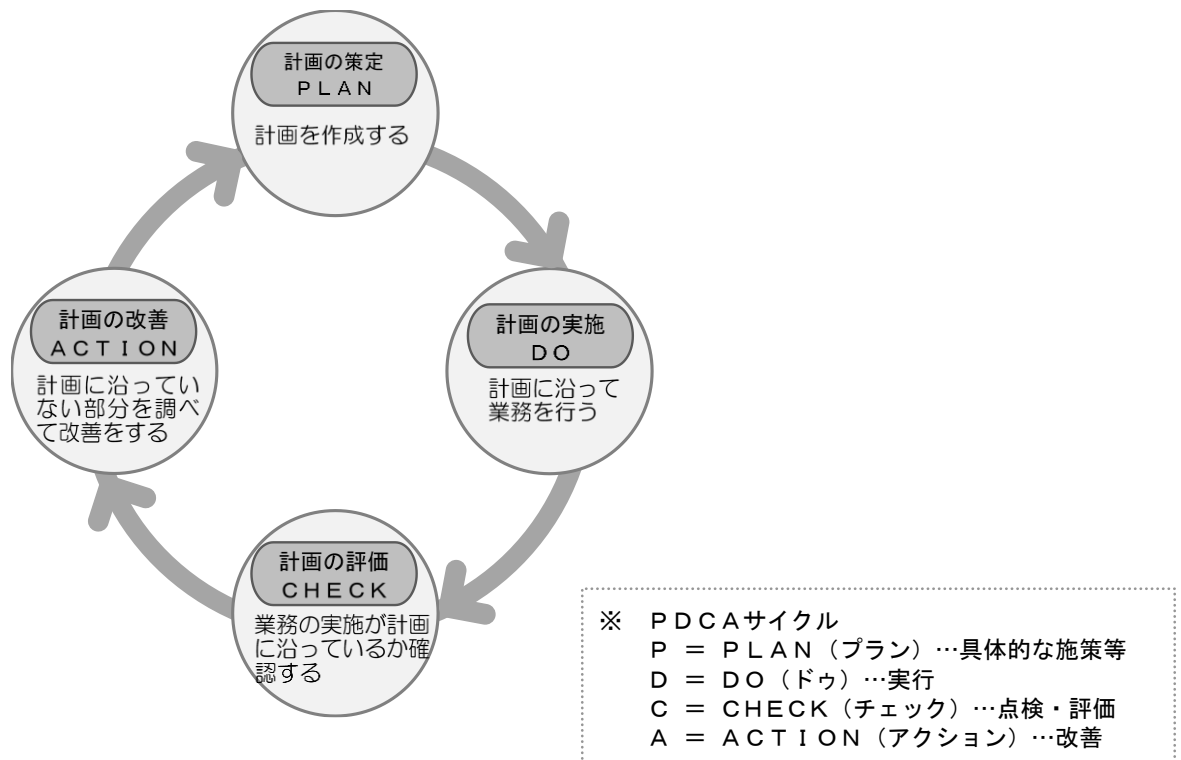 計画の策定
ＰＬＡＮ
計画を作成する
計画の実施
ＤＯ
計画に沿って
業務を行う
計画の評価
ＣＨＥＣＫ
業務の実施が計画
に沿っているか確
認する
計画の改善
ＡＣＴＩＯＮ
計画に沿ってい
ない部分を調べ
て改善をする
※　ＰＤＣＡサイクル
Ｐ ＝ ＰＬＡＮ（プラン）…具体的な施策等
Ｄ ＝ ＤＯ（ドゥ）…実行
Ｃ ＝ ＣＨＥＣＫ（チェック）…点検・評価
Ａ ＝ ＡＣＴＩＯＮ（アクション）…改善